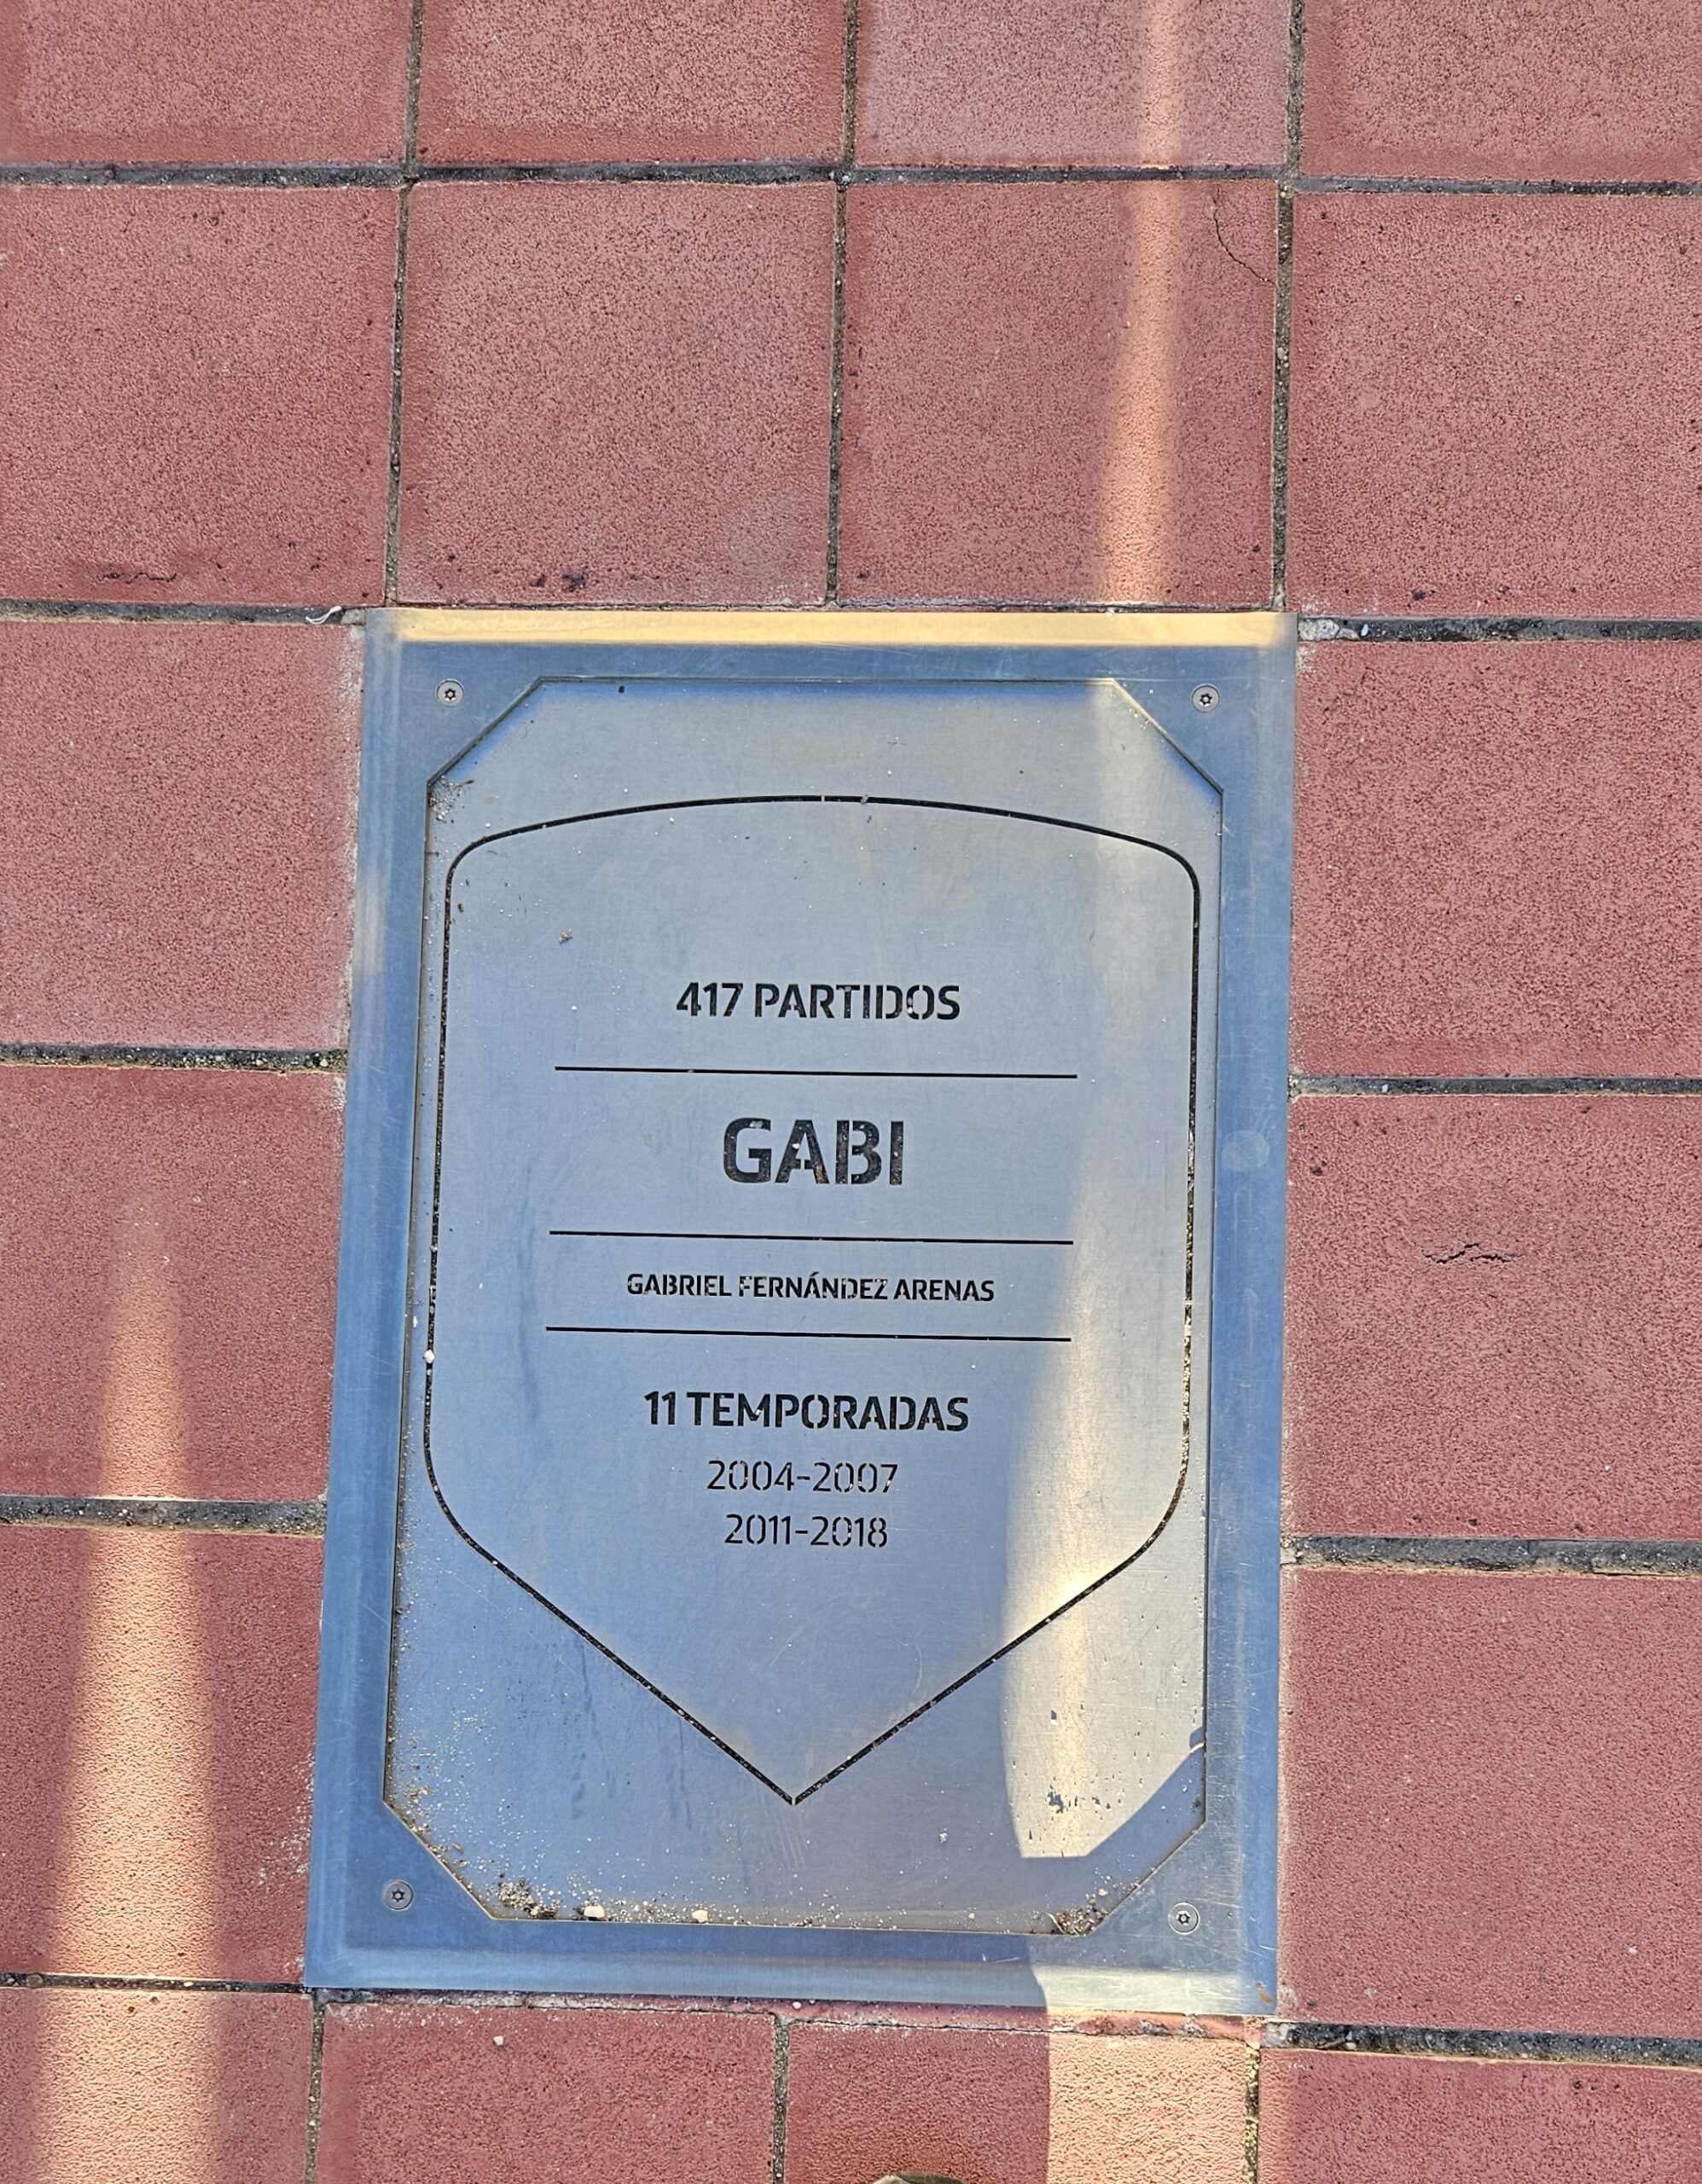 417 PARTIDOS
GABI
GABRIEL FERNÁNDEZ ARENAS
11 TEMPORADAS
2004-2007
2011-2018